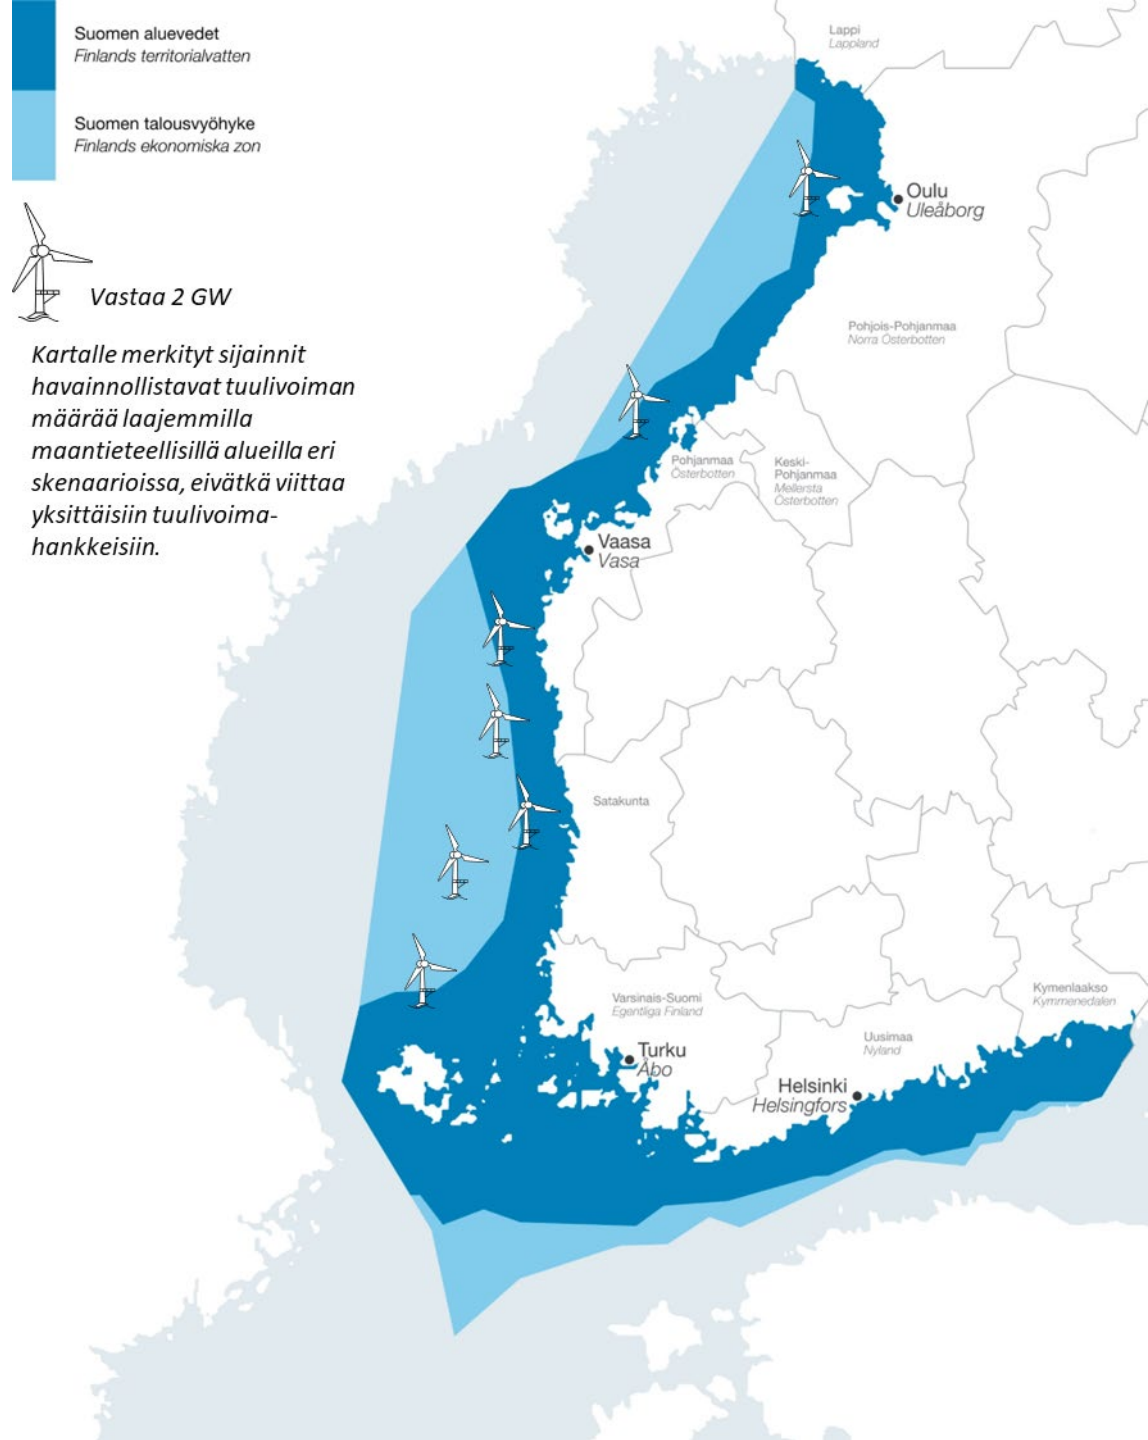 Suomen aluevedet
Finlands territorialvatten
Suomen talousvyöhyke
Finlands ekonomiska zon
Vastaa 2 GW
Kartalle merkityt sijainnit
havainnollistavat tuulivoiman
määrää laajemmilla
maantieteellisillä alueilla eri
skenaarioissa, eivätkä viittaa
yksittäisiin tuulivoima-
hankkeisiin.
Lappi
Lappland
Oulu
Uleåborg
Pohjois-Pohjanmaa
Norra Österbotten
Pohjanmaa
Österbotten
Keski-
Pohjanmaa
Mellersta
Österbotten
Vaasa
Vasa
Satakunta
Varsinais-Suomi
Egentliga Finland
Kymenlaakso
Kymmenedalen
Uusimaa
Nyland
Turku
Åbo
Helsinki
Helsingfors